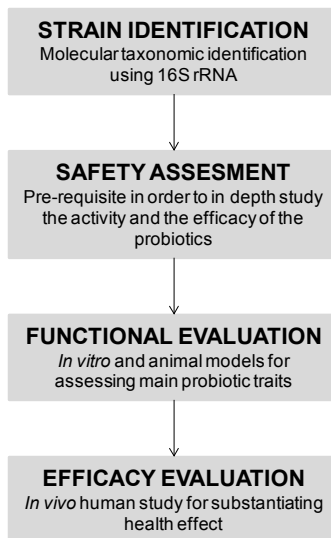 STRAIN IDENTIFICATION
Molecular taxonomic identification
using 16S rRNA
SAFETY ASSESMENT
Pre-requisite in order to in depth study
the activity and the efficacy of the
probiotics
FUNCTIONAL EVALUATION
In vitro and animal models for
assessing main probiotic traits
EFFICACY EVALUATION
In vivo human study for substantiating
health effect